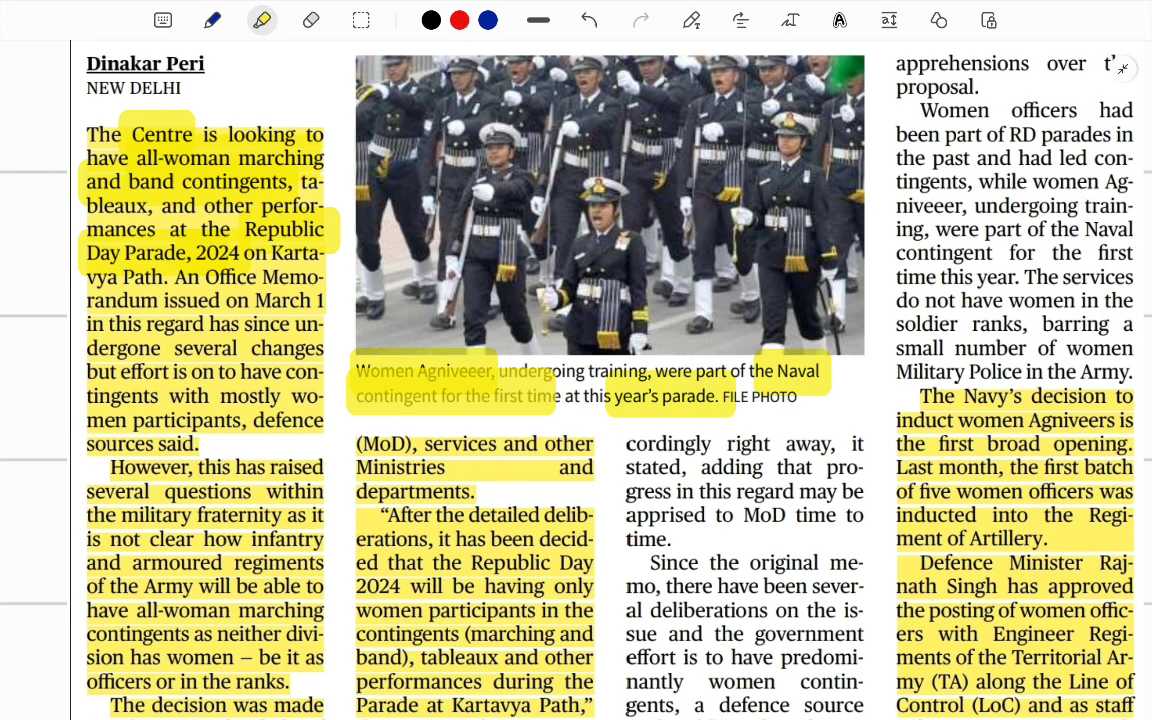 Dinakar Peri
NEW DELHI
The Centre is looking to
have all-woman marching
and band contingents, ta-
bleaux, and other perfor-
mances at the Republic
Day Parade, 2024 on Karta-
vya Path. An Office Memo-
randum issued on March 1
in this regard has since un-
dergone several changes
but effort is on to have con-
tingents with mostly wo-
men participants, defence
sources said.
However, this has raised
several questions within
the military fraternity as it
is not clear how infantry
and armoured regiments
of the Army will be able to
have all-woman marching
contingents as neither divi-
sion has women – be it as
officers or in the ranks.
The decision was made
Women Agniveeer, undergoing training, were part of the Naval
contingent for the first time at this year's parade. FILE PHOTO
(MoD), services and other
Ministries and
departments.
“After the detailed delib-
erations, it has been decid-
ed that the Republic Day
2024 will be having only
women participants in the
contingents (marching and
band), tableaux and other
performances during the
Parade at Kartavya Path,”
cordingly right away, it
stated, adding that pro-
gress in this regard may be
apprised to MoD time to
time.
Since the original me-
mo, there have been sever-
al deliberations on the is-
sue and the government
effort is to have predomi-
nantly women contin-
gents, a defence source
apprehensions over
proposal.
Women officers had
been part of RD parades in
the past and had led con-
tingents, while women Ag-
niveeer, undergoing train-
ing, were part of the Naval
contingent for the first
time this year. The services
do not have women in the
soldier ranks, barring a
small number of women
Military Police in the Army.
The Navy's decision to
induct women Agniveers is
the first broad opening.
Last month, the first batch
of five women officers was
inducted into the Regi-
ment of Artillery.
Defence Minister Raj-
nath Singh has approved
the posting of women offic-
ers with Engineer Regi-
ments of the Territorial Ar-
my (TA) along the Line of
Control (LoC) and as staff